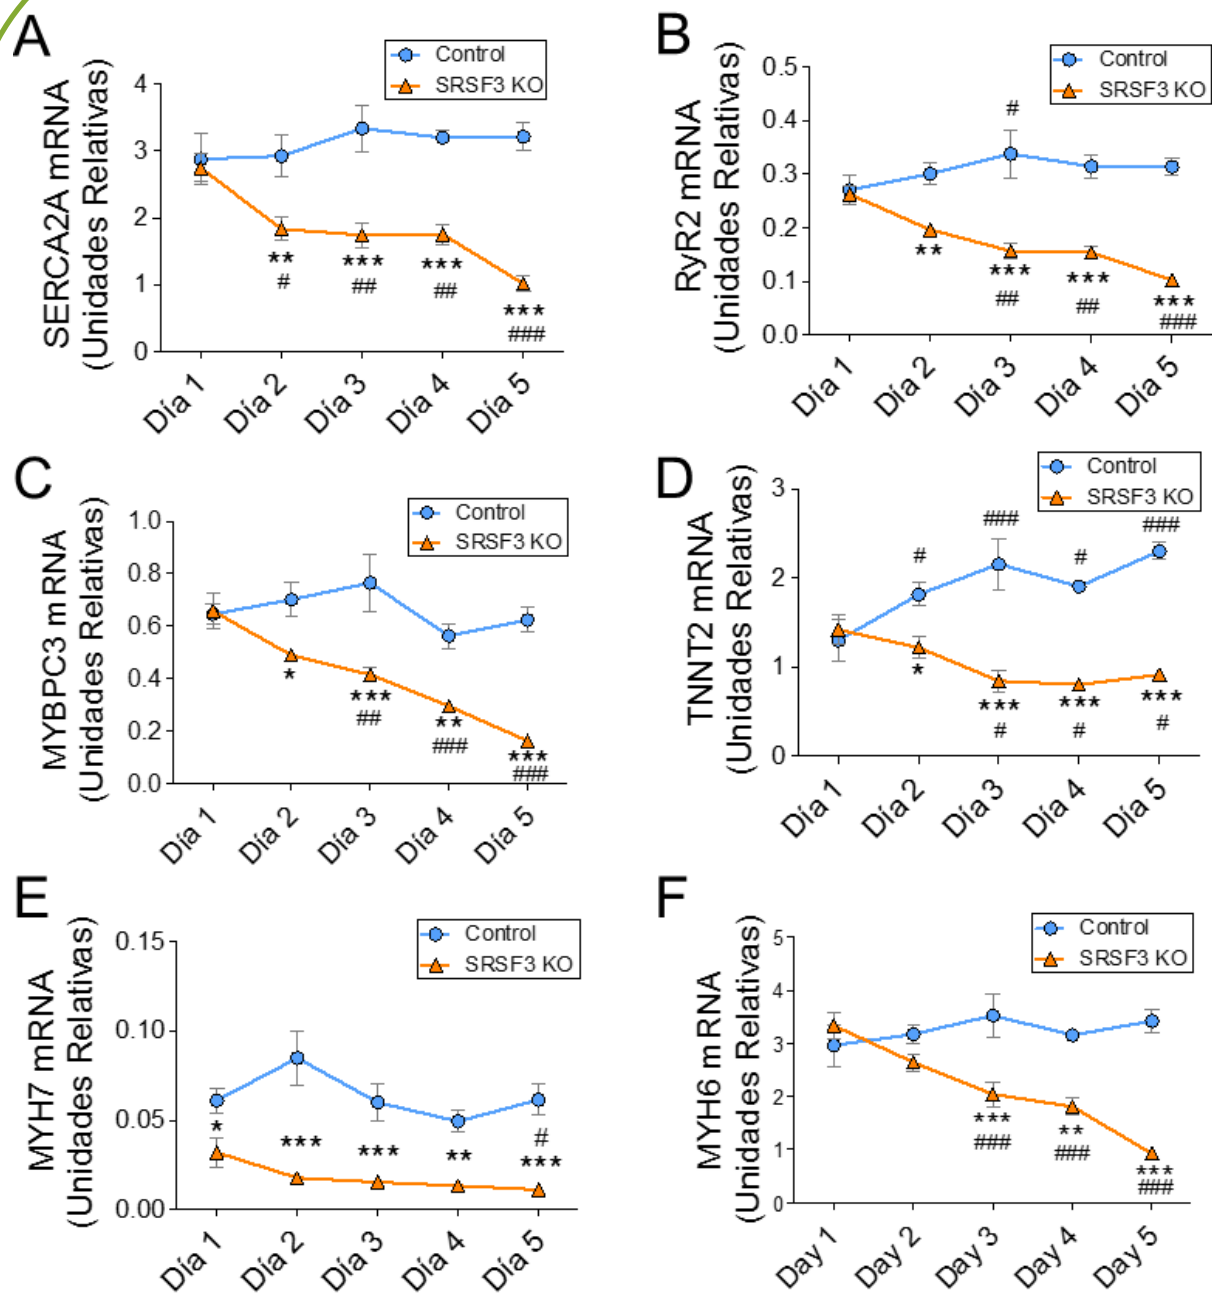 A
Control
SRSF3 KO
SERCA2A mRNA
(Unidades Relativas)
4
3
2
1
0
**
#
***
##
***
##
***
###
Día 1
Día 2
Día 3
Día 4
Día 5
B
Control
SRSF3 KO
RyR2 mRNA
(Unidades Relativas)
0.5
0.4
0.3
0.2
0.1
0.0
#
**
***
##
***
##
***
###
Día 1
Día 2
Día 3
Día 4
Día 5
C
Control
SRSF3 KO
MYBPC3 mRNA
(Unidades Relativas)
1.0
0.8
0.6
0.4
0.2
0.0
*
***
##
**
###
***
###
Día 1
Día 2
Día 3
Día 4
Día 5
D
Control
SRSF3 KO
TNNT2 mRNA
(Unidades Relativas)
3
2
1
0
#
###
#
###
*
***
#
***
#
***
#
Día 1
Día 2
Día 3
Día 4
Día 5
E
Control
SRSF3 KO
MYH7 mRNA
(Unidades Relativas)
0.15
0.10
0.05
0.00
*
***
***
**
#
***
Día 1
Día 2
Día 3
Día 4
Día 5
F
Control
SRSF3 KO
MYH6 mRNA
(Unidades Relativas)
5
4
3
2
1
0
***
###
**
###
***
###
Day 1
Day 2
Day 3
Day 4
Day 5